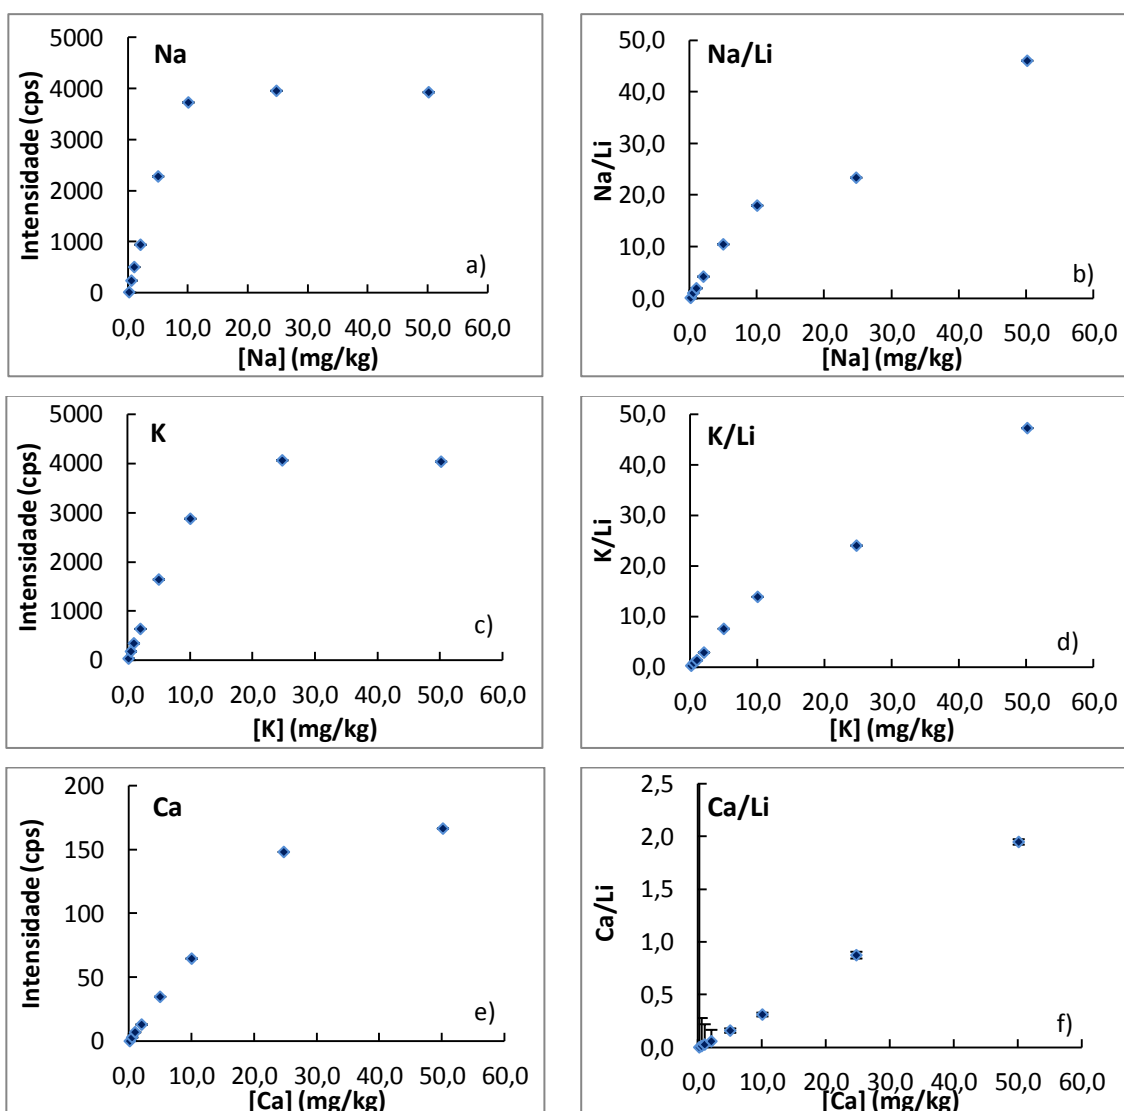 Na
Intensidade (cps)
5000
4000
3000
2000
1000
0
0,0 10,0 20,0 30,0 40,0 50,0 60,0
[Na] (mg/kg)
a)
Na/Li
Na/Li
50,0
40,0
30,0
20,0
10,0
0,0
0,0 10,0 20,0 30,0 40,0 50,0 60,0
[Na] (mg/kg)
b)
K
Intensidade (cps)
5000
4000
3000
2000
1000
0
0,0 10,0 20,0 30,0 40,0 50,0 60,0
[K] (mg/kg)
c)
K/Li
K/Li
50,0
40,0
30,0
20,0
10,0
0,0
0,0 10,0 20,0 30,0 40,0 50,0 60,0
[K] (mg/kg)
d)
Ca
Intensidade (cps)
200
150
100
50
0
0,0 10,0 20,0 30,0 40,0 50,0 60,0
[Ca] (mg/kg)
e)
Ca/Li
Ca/Li
2,5
2,0
1,5
1,0
0,5
0,0
0,0 10,0 20,0 30,0 40,0 50,0 60,0
[Ca] (mg/kg)
f)